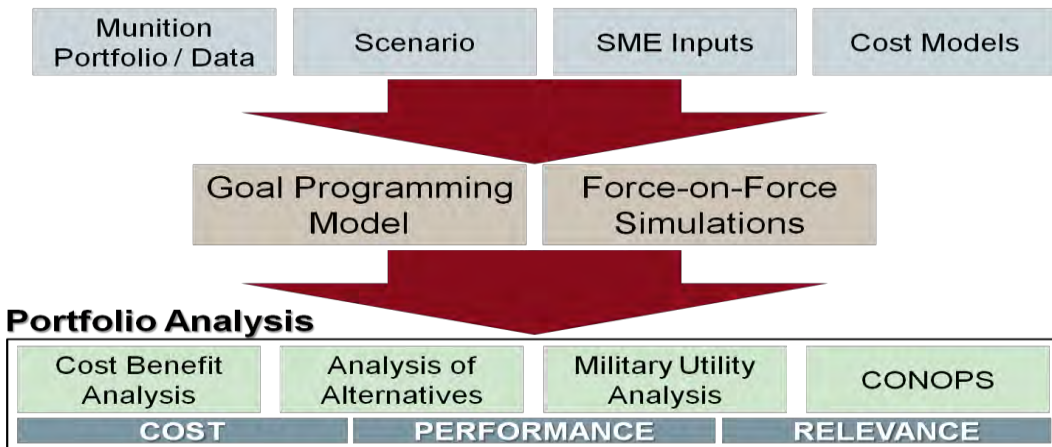 Munition
Portfolio / Data
Scenario
SME Inputs
Cost Models
Goal Programming
Model
Force-on-Force
Simulations
Portfolio Analysis
Cost Benefit
Analysis
Analysis of
Alternatives
Military Utility
Analysis
CONOPS
COST
PERFORMANCE
RELEVANCE